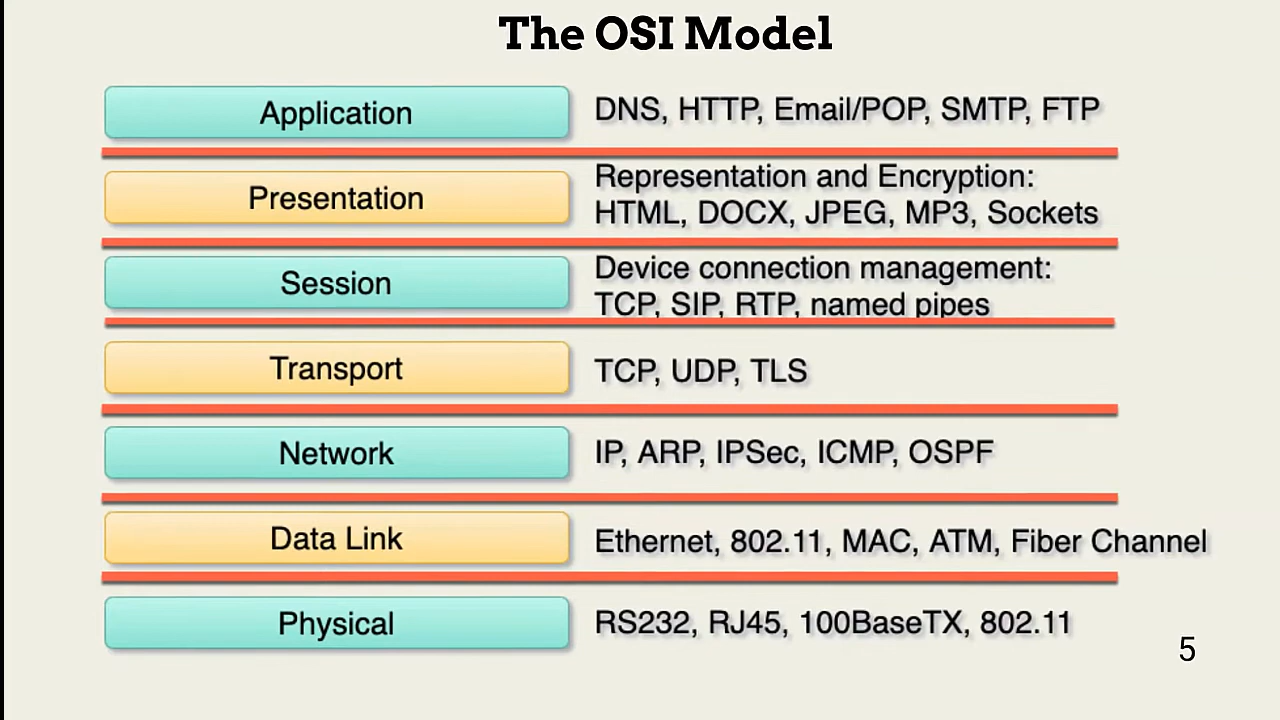 The OSI Model
Application
DNS, HTTP, Email/POP, SMTP, FTP
Presentation
Representation and Encryption:
HTML, DOCX, JPEG, MP3, Sockets
Session
Device connection management:
TCP, SIP, RTP, named pipes
Transport
TCP, UDP, TLS
Network
IP, ARP, IPSec, ICMP, OSPF
Data Link
Ethernet, 802.11, MAC, ATM, Fiber Channel
Physical
RS232, RJ45, 100BaseTX, 802.11
5